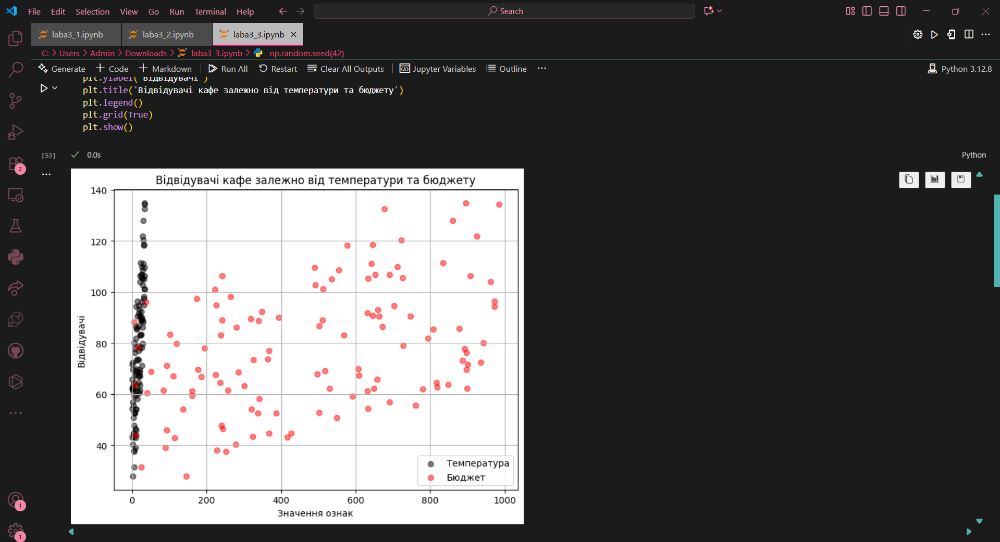 File Edit Selection View Go Run Terminal Help
Search
laba3_1.ipynb laba3_2.ipynb laba3_3.ipynb
C: > Users > Admin > Downloads > laba3_3.ipynb > np.random.seed(42)
Generate + Code + Markdown Run All Restart Clear All Outputs Jupyter Variables Outline ... Python 3.12.8
plt.ylabel('Відвідувачі')
plt.title('Відвідувачі кафе залежно від температури та бюджету')
plt.legend()
plt.grid(True)
plt.show()
[53] 0.0s Python
Відвідувачі кафе залежно від температури та бюджету
140
120
100
80
60
40
Відвідувачі
Температура
Бюджет
0 200 400 600 800 1000
Значення ознак
2
1
1